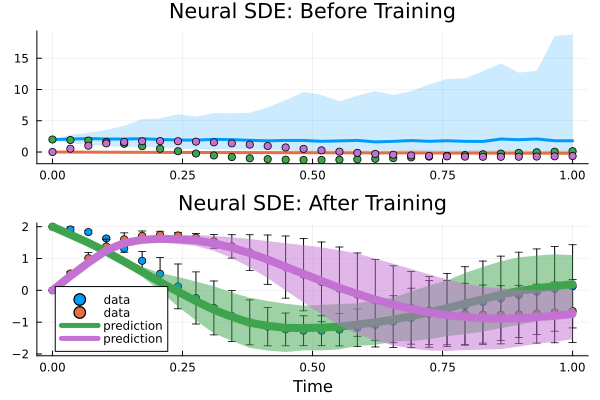 Neural SDE: Before Training
15
10
5
0
0.00 0.25 0.50 0.75 1.00
Neural SDE: After Training
2
1
0
−1
−2
data
data
prediction
prediction
0.00 0.25 0.50 0.75 1.00
Time